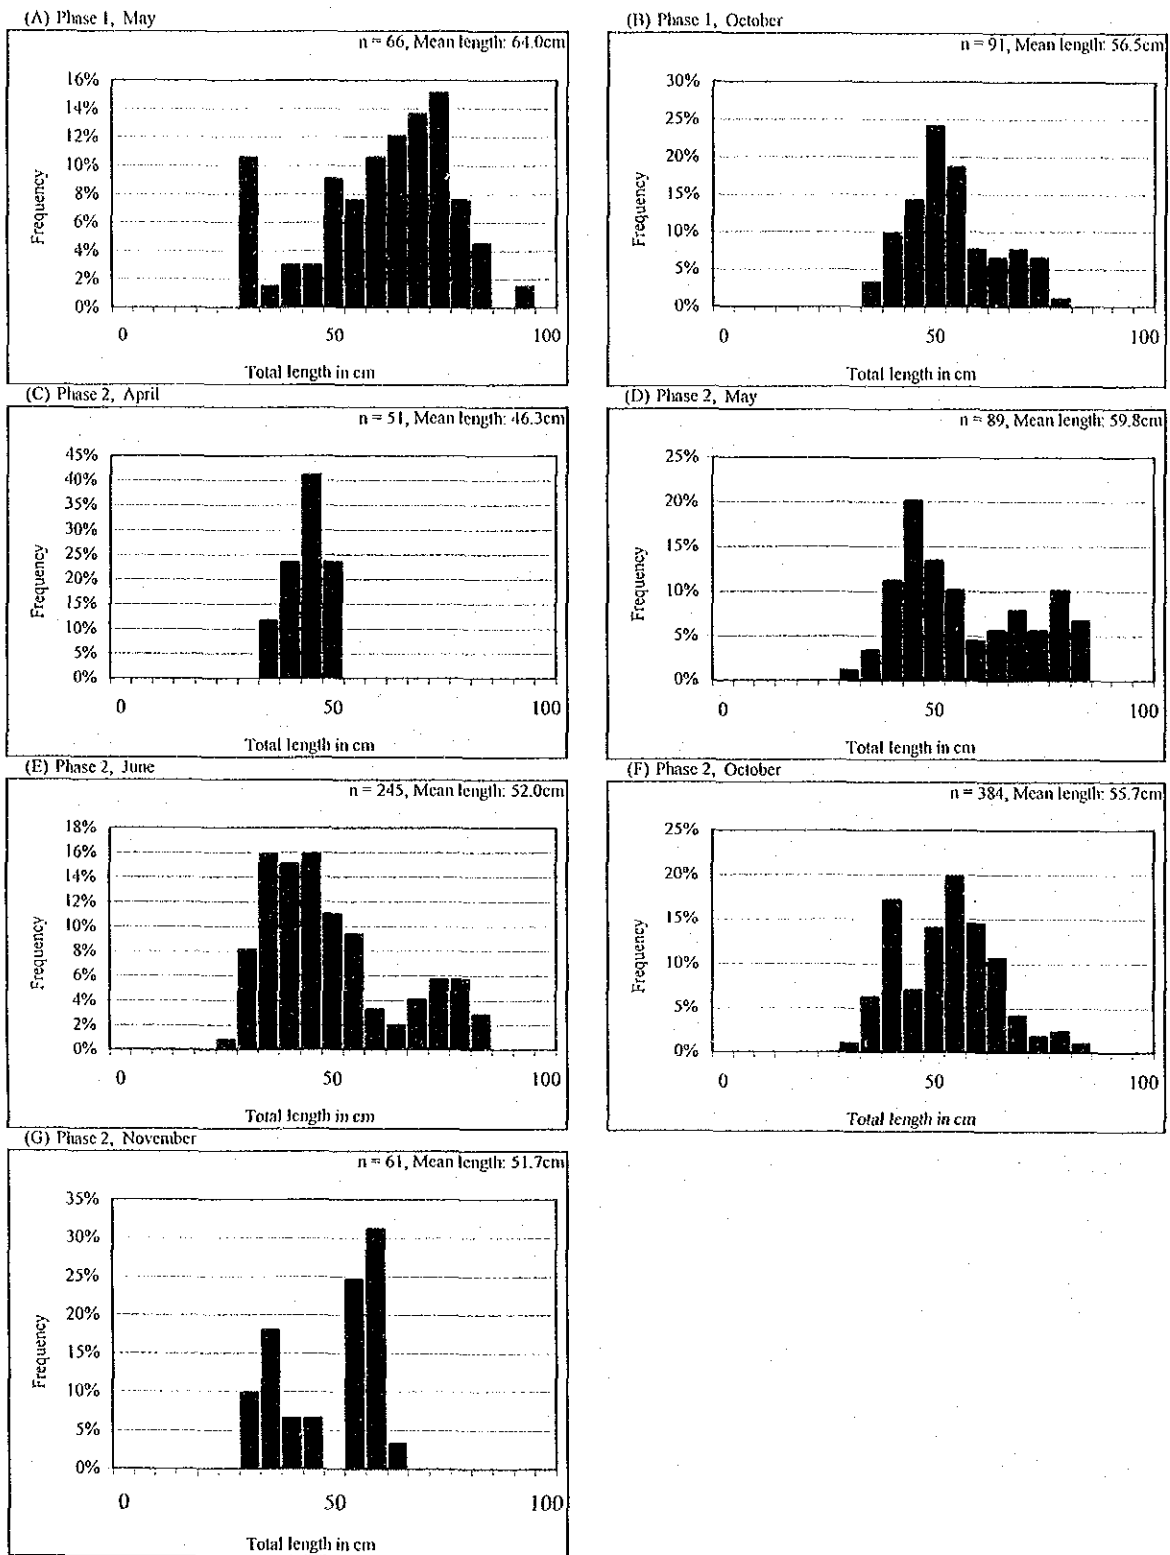 (A) Phase 1, May
n = 66, Mean length: 64.0cm
16%
14%
12%
10%
8%
6%
4%
2%
0%
Frequency
0 50 100
Total length in cm
(B) Phase 1, October
n = 91, Mean length: 56.5cm
30%
25%
20%
15%
10%
5%
0%
Frequency
0 50 100
Total length in cm
(C) Phase 2, April
n = 51, Mean length: 46.3cm
45%
40%
35%
30%
25%
20%
15%
10%
5%
0%
Frequency
0 50 100
Total length in cm
(D) Phase 2, May
n = 89, Mean length: 59.8cm
25%
20%
15%
10%
5%
0%
Frequency
0 50 100
Total length in cm
(E) Phase 2, June
n = 245, Mean length: 52.0cm
18%
16%
14%
12%
10%
8%
6%
4%
2%
0%
Frequency
0 50 100
Total length in cm
(F) Phase 2, October
n = 384, Mean length: 55.7cm
25%
20%
15%
10%
5%
0%
Frequency
0 50 100
Total length in cm
(G) Phase 2, November
n = 61, Mean length: 51.7cm
35%
30%
25%
20%
15%
10%
5%
0%
Frequency
0 50 100
Total length in cm